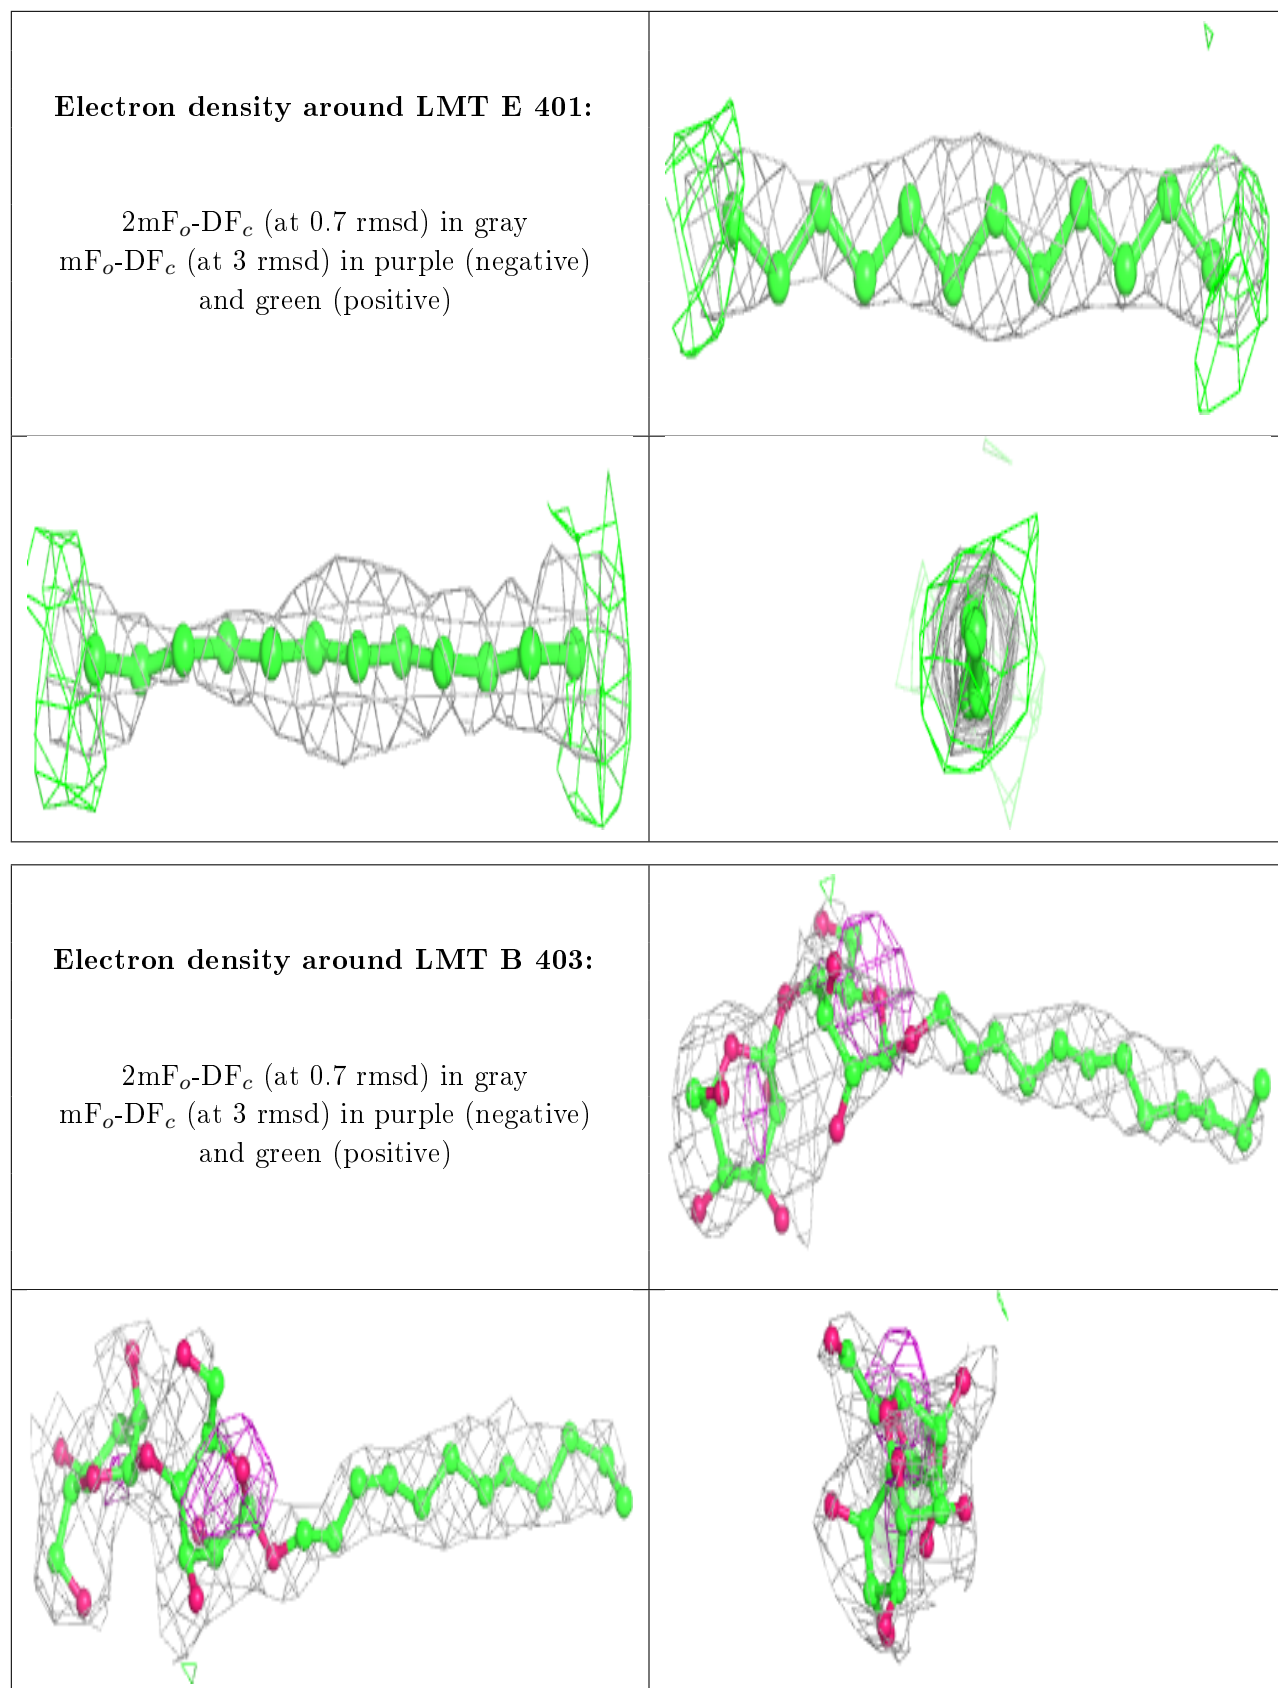 Electron density around LMT E 401:
2mFₒ-DF𝒸 (at 0.7 rmsd) in gray
mFₒ-DF𝒸 (at 3 rmsd) in purple (negative)
and green (positive)
Electron density around LMT B 403:
2mFₒ-DF𝒸 (at 0.7 rmsd) in gray
mFₒ-DF𝒸 (at 3 rmsd) in purple (negative)
and green (positive)